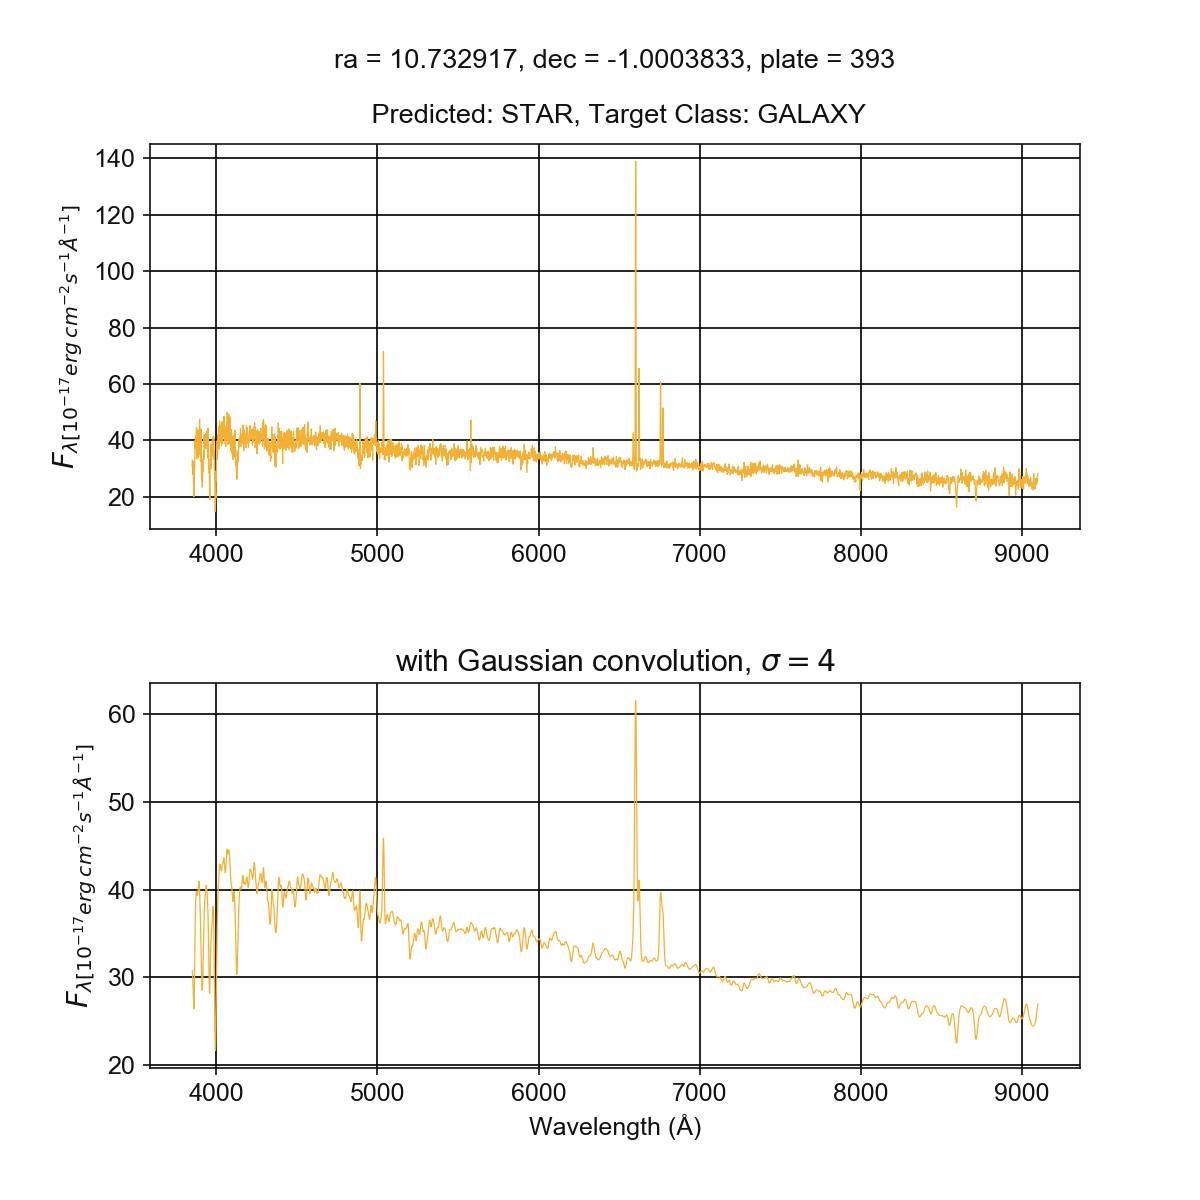 ra = 10.732917, dec = -1.0003833, plate = 393
Predicted: STAR, Target Class: GALAXY
F_λ[10^{-17} erg cm^{-2} s^{-1} Å^{-1}]
140
120
100
80
60
40
20
4000 5000 6000 7000 8000 9000
with Gaussian convolution, σ = 4
F_λ[10^{-17} erg cm^{-2} s^{-1} Å^{-1}]
60
50
40
30
20
4000 5000 6000 7000 8000 9000
Wavelength (Å)